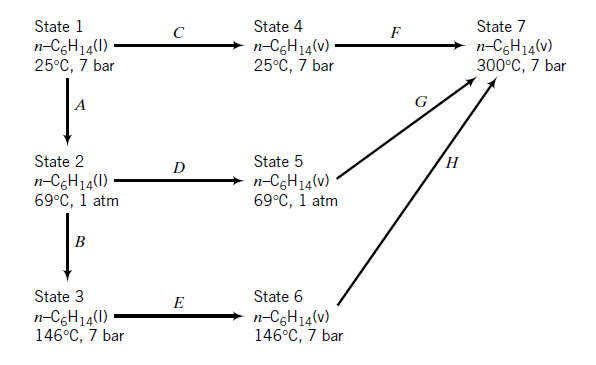 State 1
n–C₆H₁₄(l)
25°C, 7 bar
C
State 4
n–C₆H₁₄(v)
25°C, 7 bar
F
State 7
n–C₆H₁₄(v)
300°C, 7 bar
A
G
State 2
n–C₆H₁₄(l)
69°C, 1 atm
D
State 5
n–C₆H₁₄(v)
69°C, 1 atm
H
B
State 3
n–C₆H₁₄(l)
146°C, 7 bar
E
State 6
n–C₆H₁₄(v)
146°C, 7 bar